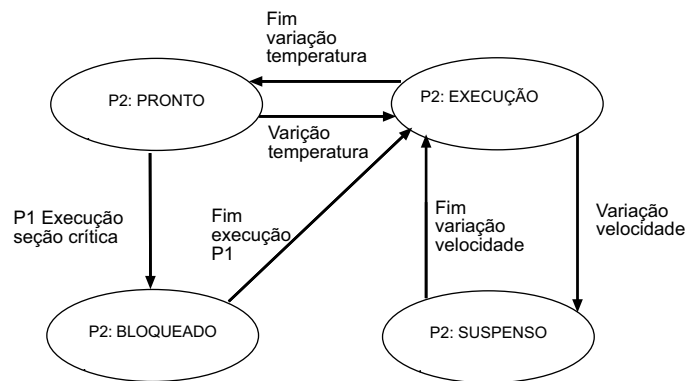 Fim
variação
temperatura
P2: PRONTO
P2: EXECUÇÃO
Varição
temperatura
P1 Execução
seção crítica
Fim
execução
P1
Fim
variação
velocidade
Variação
velocidade
P2: BLOQUEADO
P2: SUSPENSO